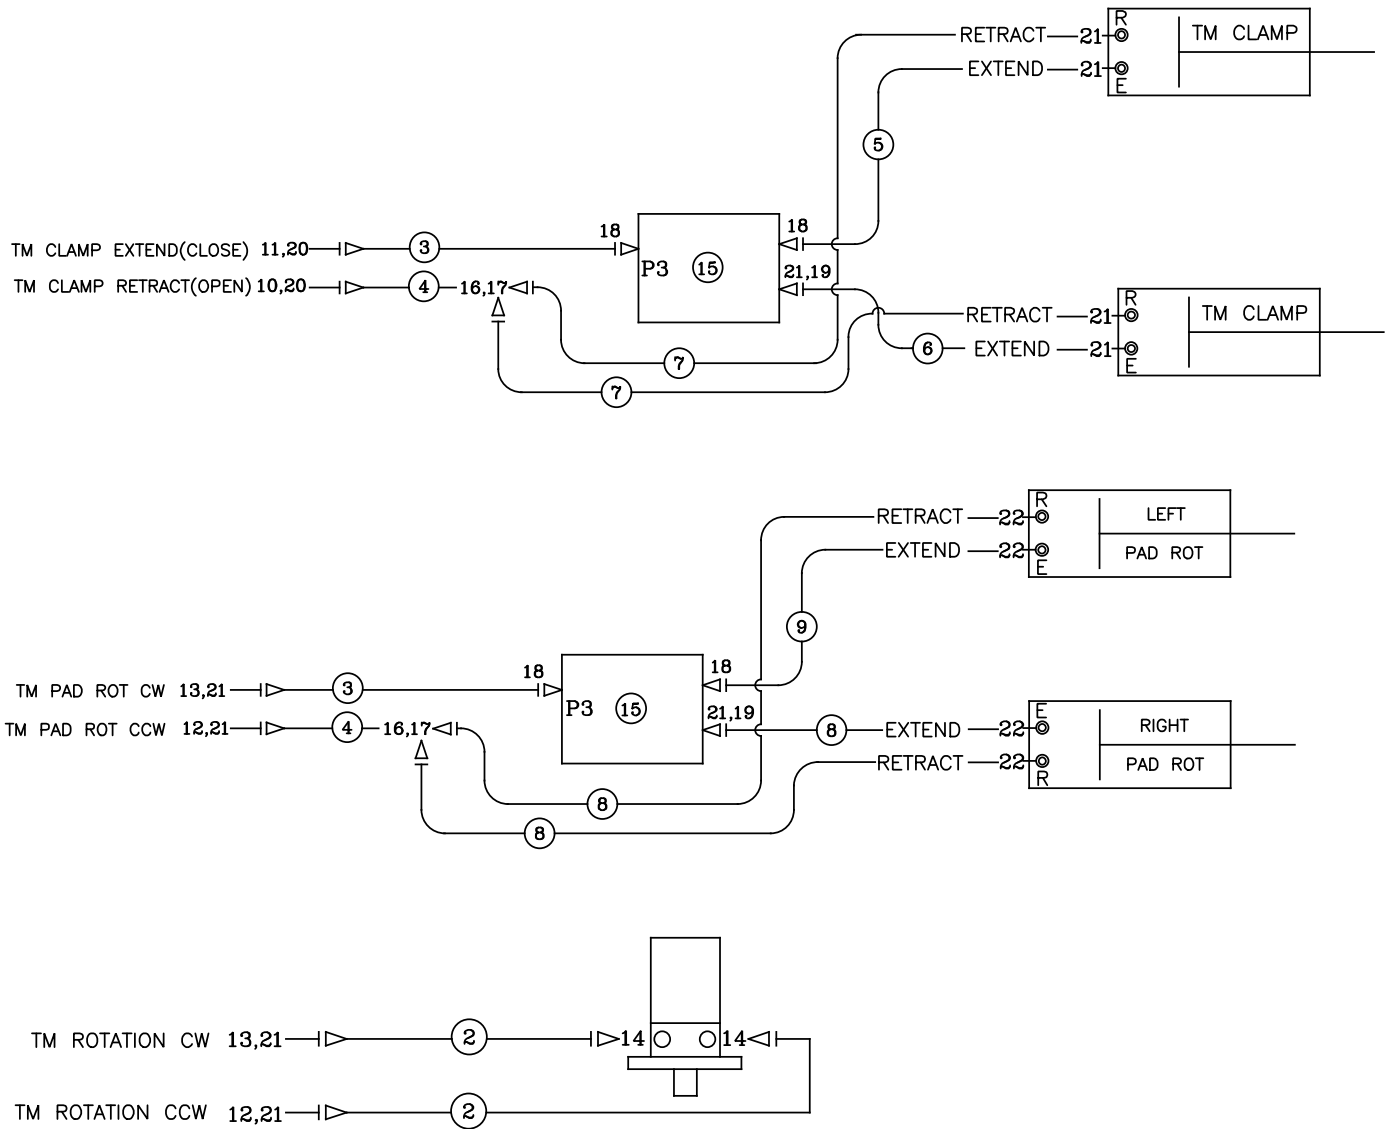 R
RETRACT 21 TM CLAMP
EXTEND 21
E
5
18 18
TM CLAMP EXTEND(CLOSE) 11,20 3
P3 15 21,19
TM CLAMP RETRACT(OPEN) 10,20 4 16,17
R
RETRACT 21 TM CLAMP
6 EXTEND 21
E
7
7
R
RETRACT 22 LEFT
EXTEND 22 PAD ROT
E
9
18 18
TM PAD ROT CW 13,21 3
P3 15 21,19
TM PAD ROT CCW 12,21 4 16,17
E
8 EXTEND 22 RIGHT
RETRACT 22 PAD ROT
R
8
8
TM ROTATION CW 13,21 2 14 14
TM ROTATION CCW 12,21 2